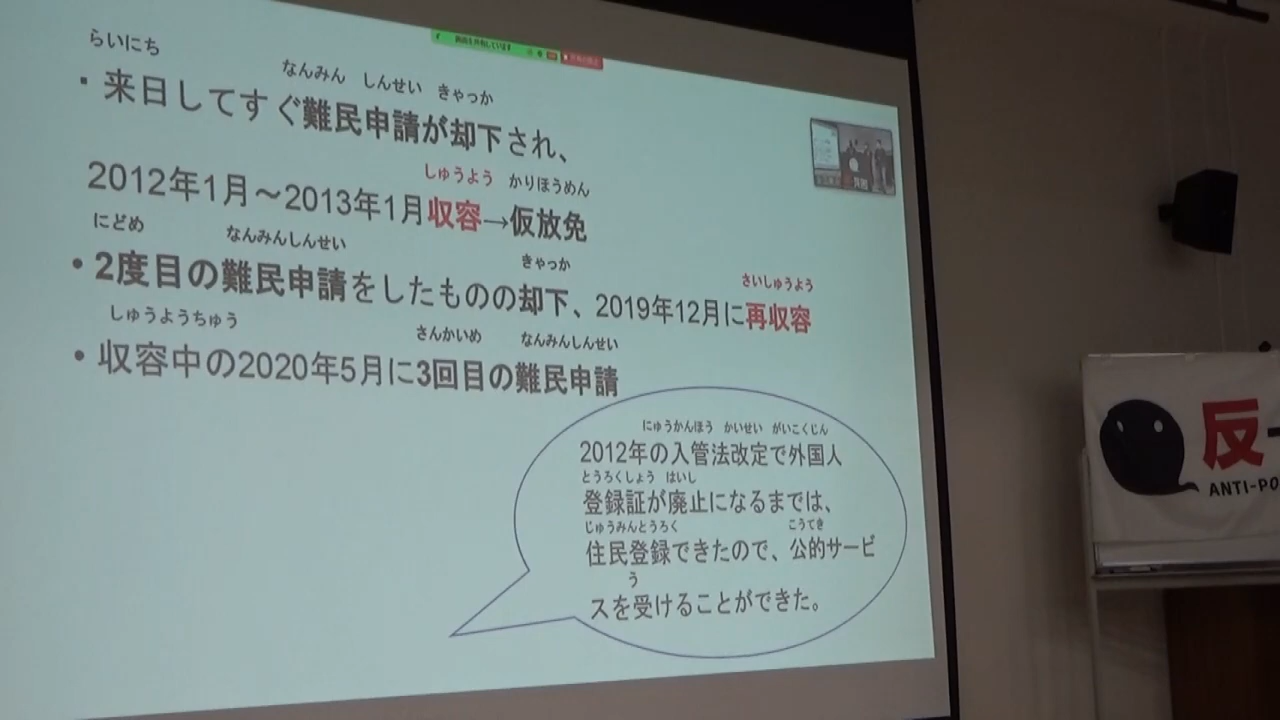 らいにち
なんみん しんせい きゃっか
・来日してすぐ難民申請が却下され、
しゅうよう かりほうめん
2012年1月～2013年1月収容→仮放免
にどめ なんみんしんせい きゃっか
・2度目の難民申請をしたものの却下、2019年12月に再収容
さいしゅうよう
しゅうようちゅう さんかいめ なんみんしんせい
・収容中の2020年5月に3回目の難民申請
にゅうかんほう かいせい がいこくじん
2012年の入管法改定で外国人
とうろくしょう はいし
登録証が廃止になるまでは、
じゅうみんとうろく こうてき
住民登録できたので、公的サービ
う
スを受けることができた。
反
ANTI-PO